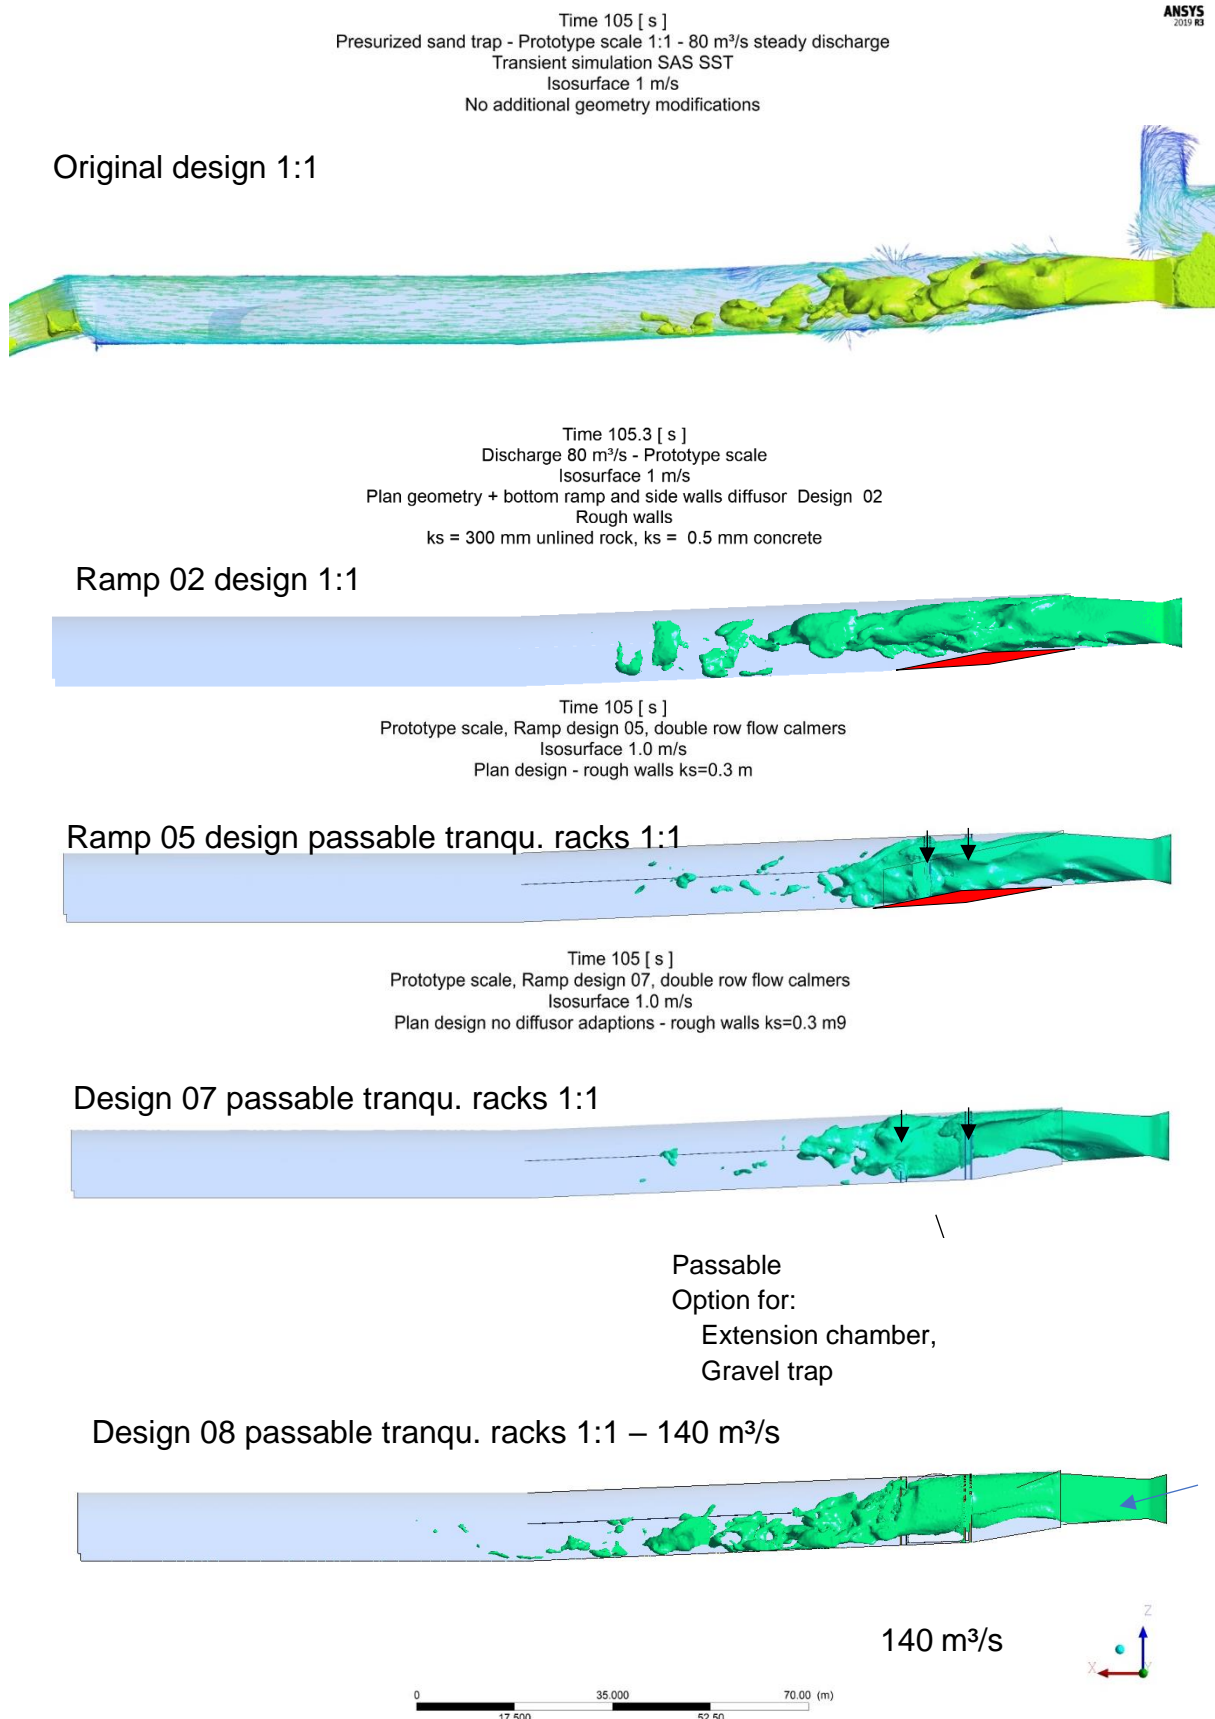 Time 105 [ s ]
Presurized sand trap - Prototype scale 1:1 - 80 m³/s steady discharge
Transient simulation SAS SST
Isosurface 1 m/s
No additional geometry modifications
ANSYS
2019 R3
Original design 1:1
Time 105.3 [ s ]
Discharge 80 m³/s - Prototype scale
Isosurface 1 m/s
Plan geometry + bottom ramp and side walls diffusor Design 02
Rough walls
ks = 300 mm unlined rock, ks = 0.5 mm concrete
Ramp 02 design 1:1
Time 105 [ s ]
Prototype scale, Ramp design 05, double row flow calmers
Isosurface 1.0 m/s
Plan design - rough walls ks=0.3 m
Ramp 05 design passable tranqu. racks 1:1
Time 105 [ s ]
Prototype scale, Ramp design 07, double row flow calmers
Isosurface 1.0 m/s
Plan design no diffusor adaptions - rough walls ks=0.3 m9
Design 07 passable tranqu. racks 1:1
Passable
Option for:
Extension chamber,
Gravel trap
Design 08 passable tranqu. racks 1:1 – 140 m³/s
140 m³/s
Z
X
Y
0 35.000 70.00 (m)
17.500 52.50